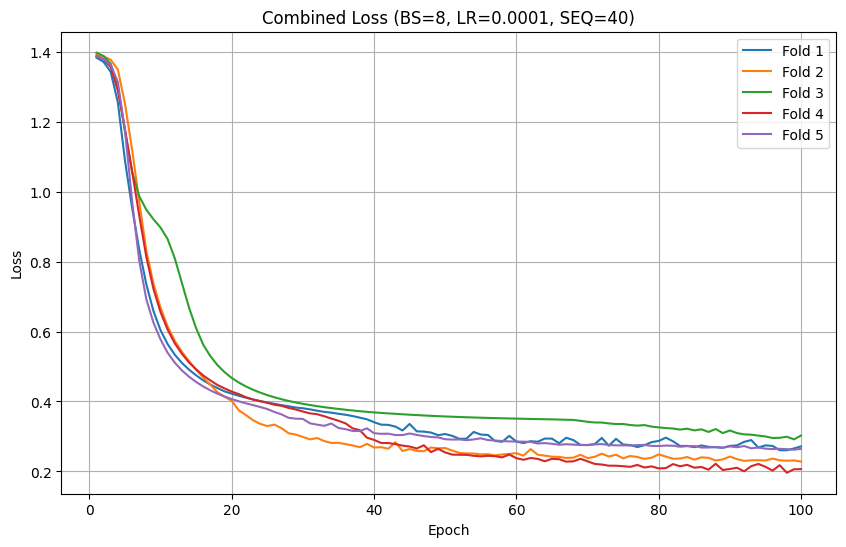 Combined Loss (BS=8, LR=0.0001, SEQ=40)
Loss
1.4
1.2
1.0
0.8
0.6
0.4
0.2
Fold 1
Fold 2
Fold 3
Fold 4
Fold 5
0 20 40 60 80 100
Epoch